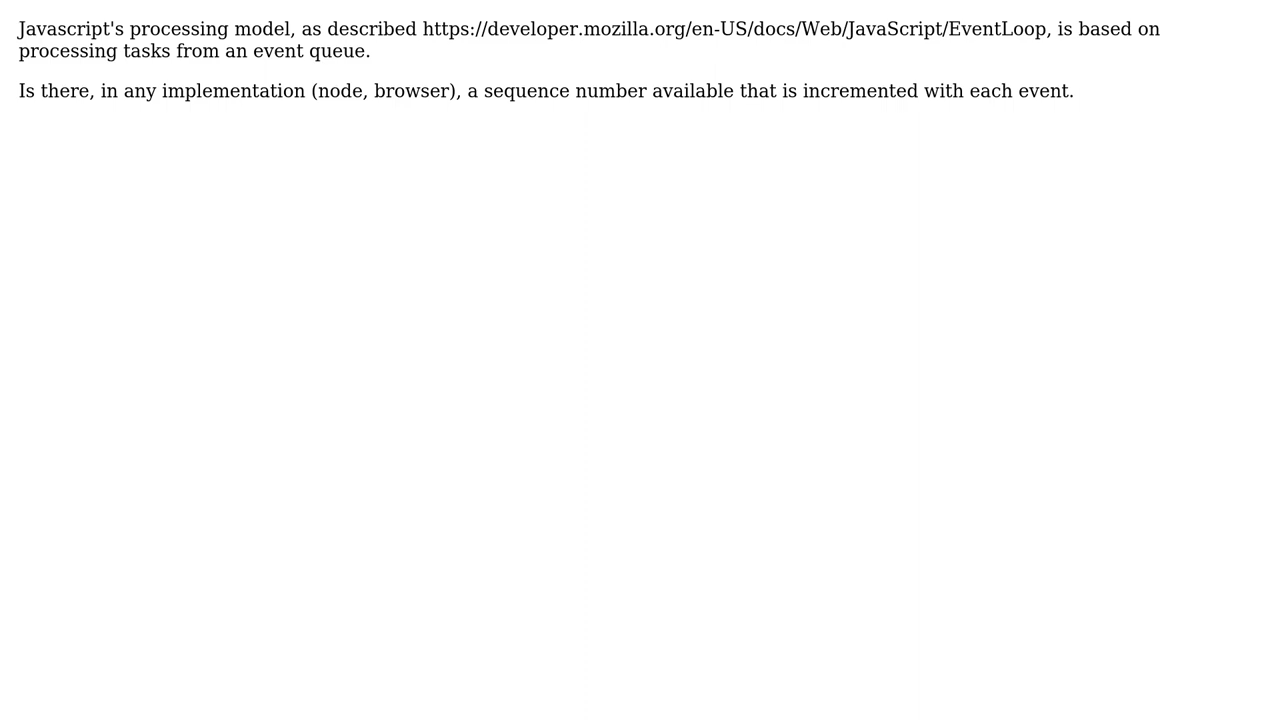 Javascript's processing model, as described https://developer.mozilla.org/en-US/docs/Web/JavaScript/EventLoop, is based on
processing tasks from an event queue.
Is there, in any implementation (node, browser), a sequence number available that is incremented with each event.